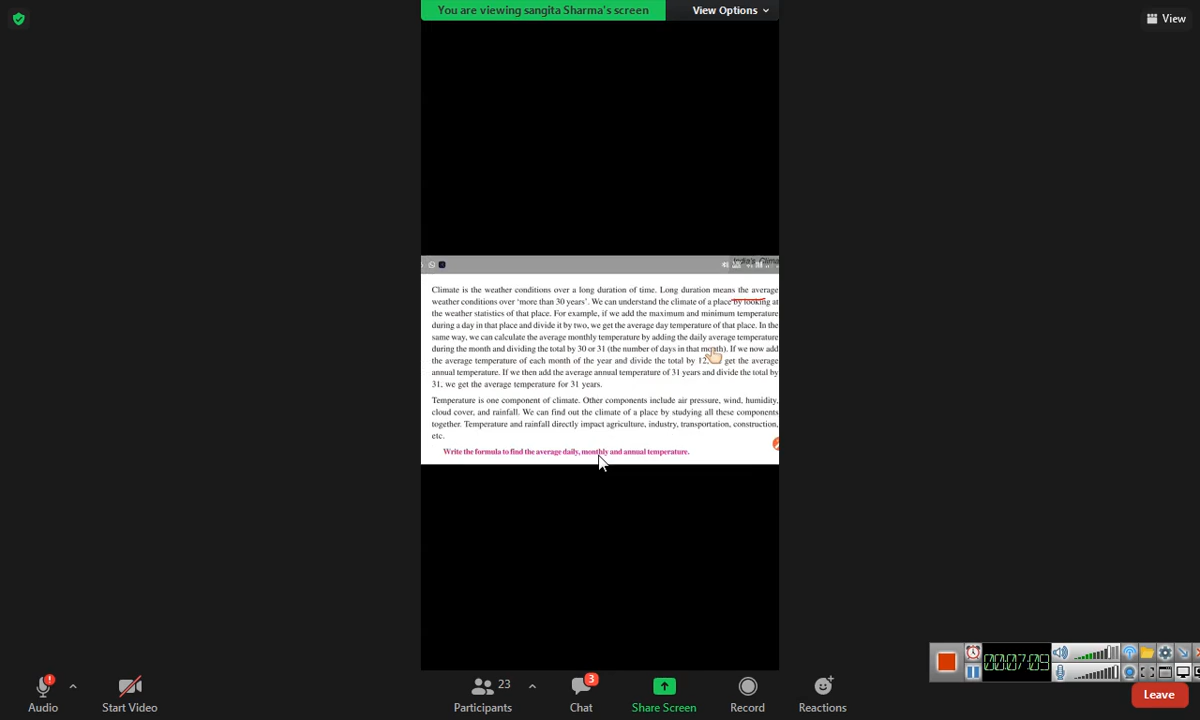 You are viewing sangita Sharma's screen
View Options
View
India's Clima
Climate is the weather conditions over a long duration of time. Long duration means the average
weather conditions over 'more than 30 years'. We can understand the climate of a place by looking at
the weather statistics of that place. For example, if we add the maximum and minimum temperature
during a day in that place and divide it by two, we get the average day temperature of that place. In the
same way, we can calculate the average monthly temperature by adding the daily average temperature
during the month and dividing the total by 30 or 31 (the number of days in that month). If we now add
the average temperature of each month of the year and divide the total by 12, get the average
annual temperature. If we then add the average annual temperature of 31 years and divide the total by
31, we get the average temperature for 31 years.
Temperature is one component of climate. Other components include air pressure, wind, humidity,
cloud cover, and rainfall. We can find out the climate of a place by studying all these components
together. Temperature and rainfall directly impact agriculture, industry, transportation, construction,
etc.
Write the formula to find the average daily, monthly and annual temperature.
00:07:09
Audio
Start Video
Participants
23
Chat
3
Share Screen
Record
Reactions
Leave